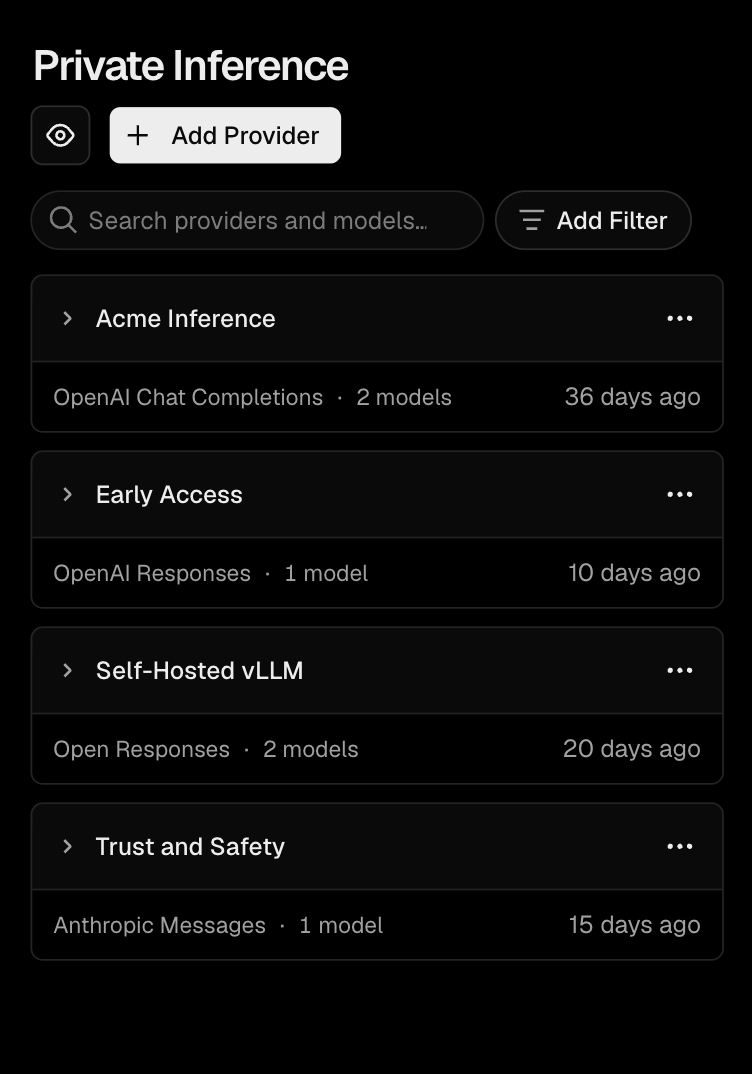 Private Inference
Add Provider
Search providers and models...
Add Filter
Acme Inference
OpenAI Chat Completions · 2 models
36 days ago
Early Access
OpenAI Responses · 1 model
10 days ago
Self-Hosted vLLM
Open Responses · 2 models
20 days ago
Trust and Safety
Anthropic Messages · 1 model
15 days ago